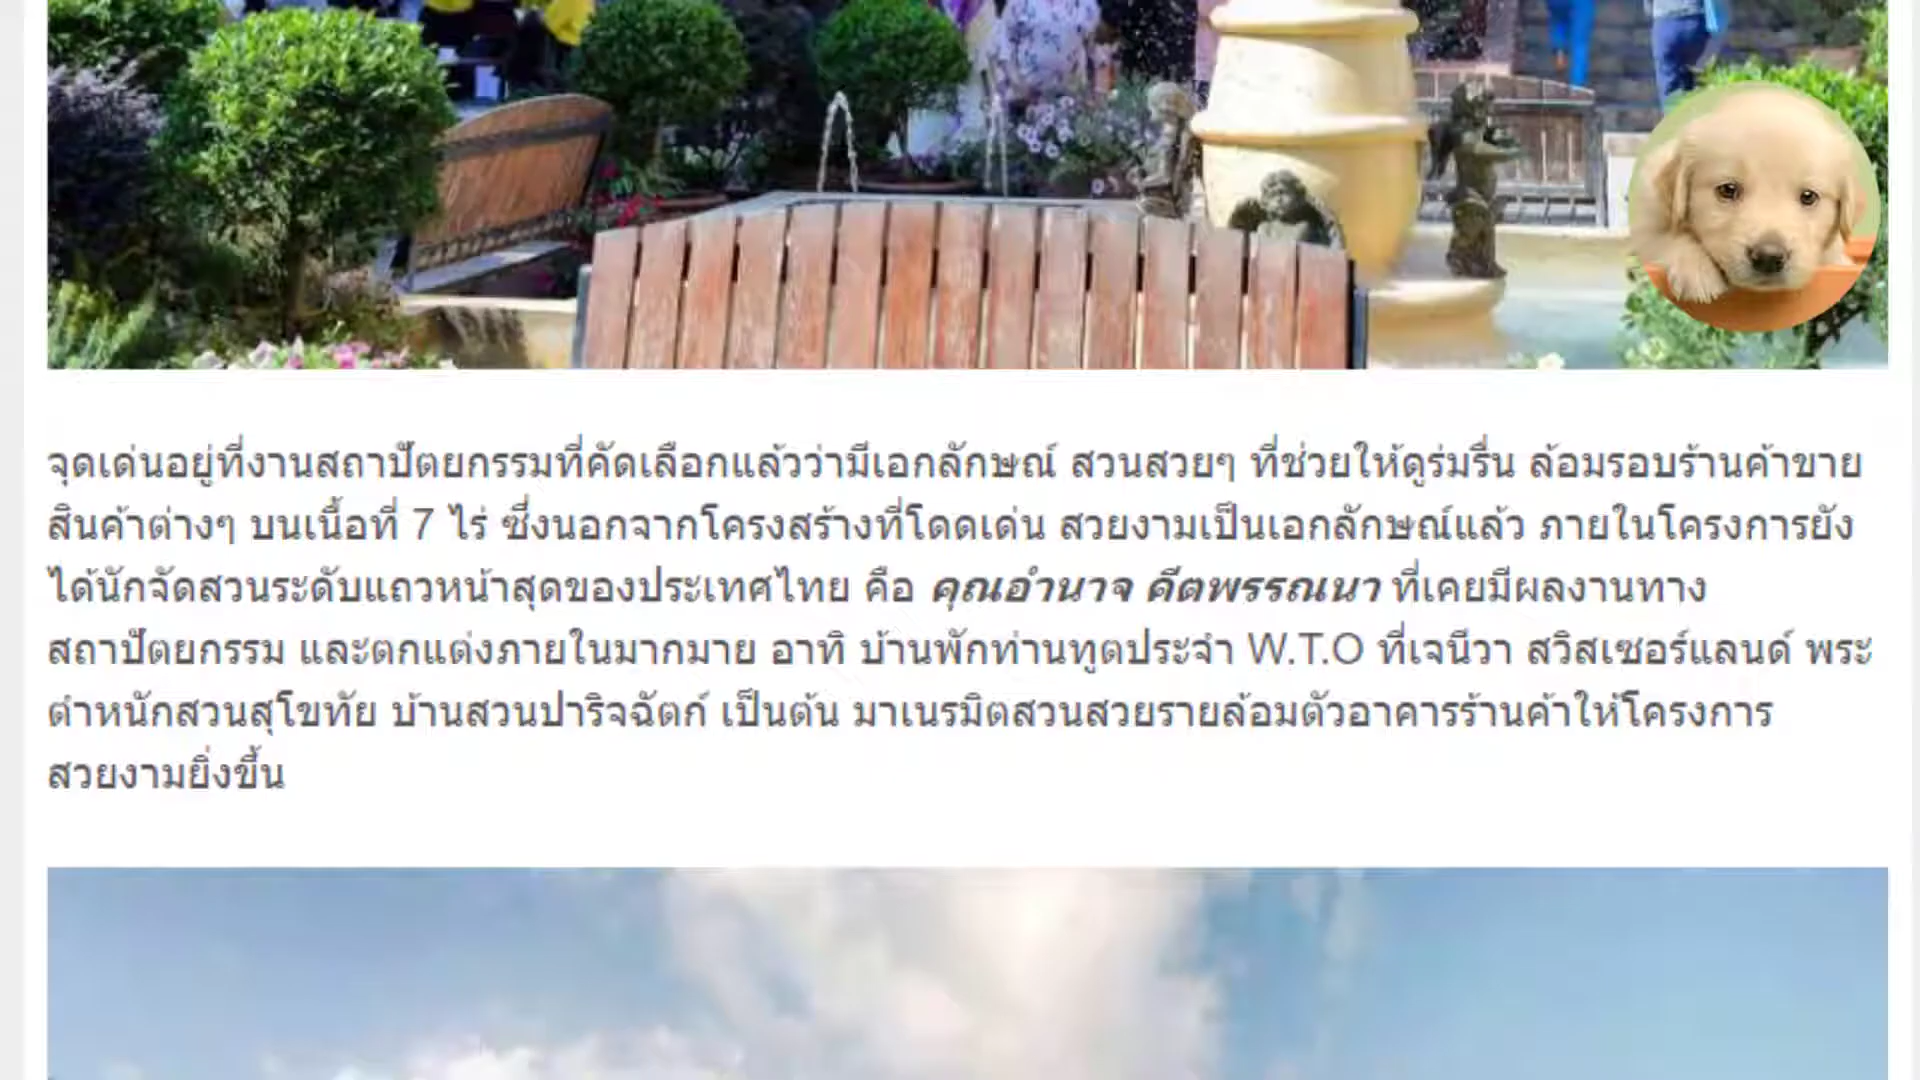 จุดเด่นอยู่ที่งานสถาปัตยกรรมที่คัดเลือกแล้วว่ามีเอกลักษณ์ สวนสวยๆ ที่ช่วยให้ดูร่มรื่น ล้อมรอบร้านค้าขาย
สินค้าต่างๆ บนเนื้อที่ 7 ไร่ ซึ่งนอกจากโครงสร้างที่โดดเด่น สวยงามเป็นเอกลักษณ์แล้ว ภายในโครงการยัง
ได้นักจัดสวนระดับแถวหน้าสุดของประเทศไทย คือ คุณอำนาจ คีตพรรณนา ที่เคยมีผลงานทาง
สถาปัตยกรรม และตกแต่งภายในมากมาย อาทิ บ้านพักท่านทูตประจำ W.T.O ที่เจนีวา สวิสเซอร์แลนด์ พระ
ตำหนักสวนสุโขทัย บ้านสวนปาริจฉัตก์ เป็นต้น มาเนรมิตสวนสวยรายล้อมตัวอาคารร้านค้าให้โครงการ
สวยงามยิ่งขึ้น